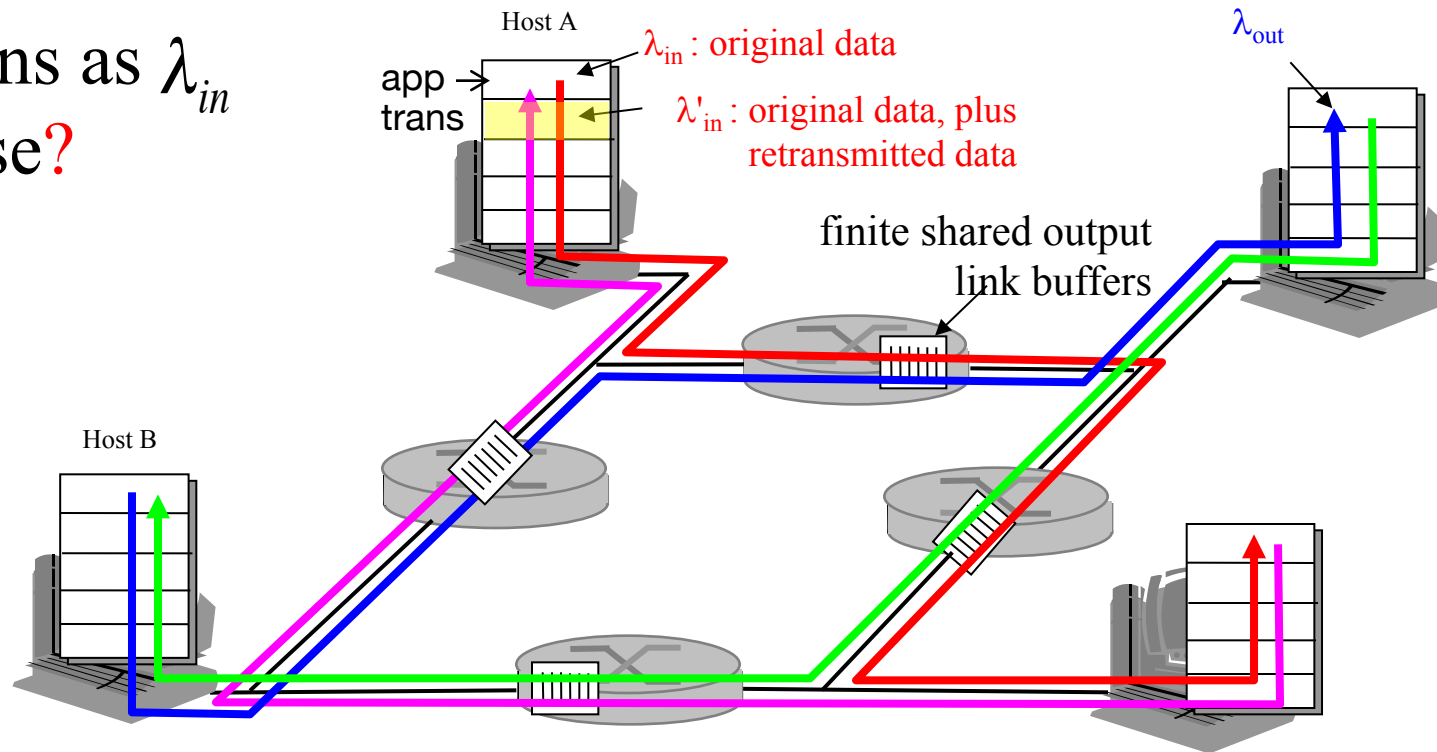 ns as λin
se?
Host A
app
trans
λin : original data
λ'in : original data, plus
retransmitted data
λout
finite shared output
link buffers
Host B